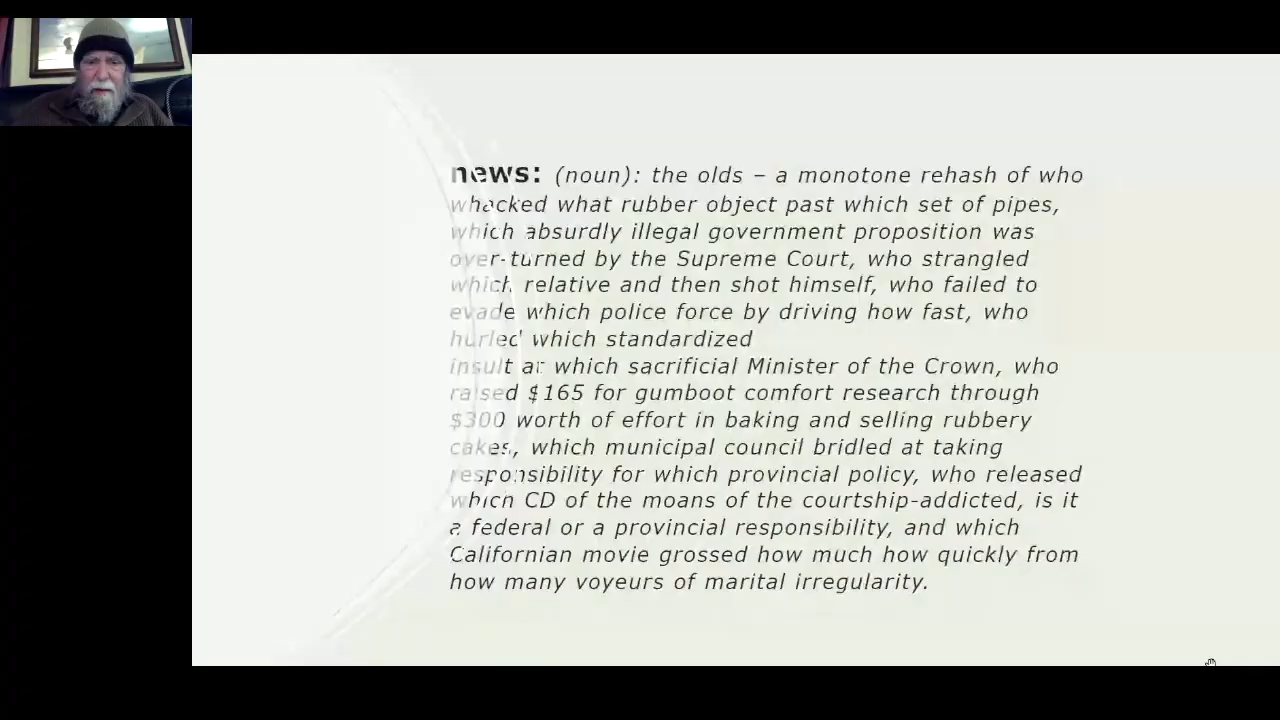 news: (noun): the olds – a monotone rehash of who
whacked what rubber object past which set of pipes,
which absurdly illegal government proposition was
over-turned by the Supreme Court, who strangled
which relative and then shot himself, who failed to
evade which police force by driving how fast, who
hurled which standardized
insult at which sacrificial Minister of the Crown, who
raised $165 for gumboot comfort research through
$300 worth of effort in baking and selling rubbery
cakes, which municipal council bridled at taking
responsibility for which provincial policy, who released
which CD of the moans of the courtship-addicted, is it
a federal or a provincial responsibility, and which
Californian movie grossed how much how quickly from
how many voyeurs of marital irregularity.